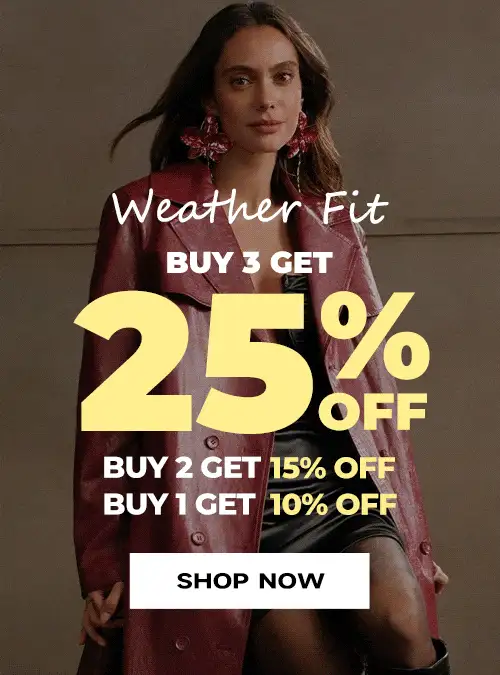 Weather Fit
BUY 3 GET
25%
OFF
BUY 2 GET 15% OFF
BUY 1 GET 10% OFF
SHOP NOW